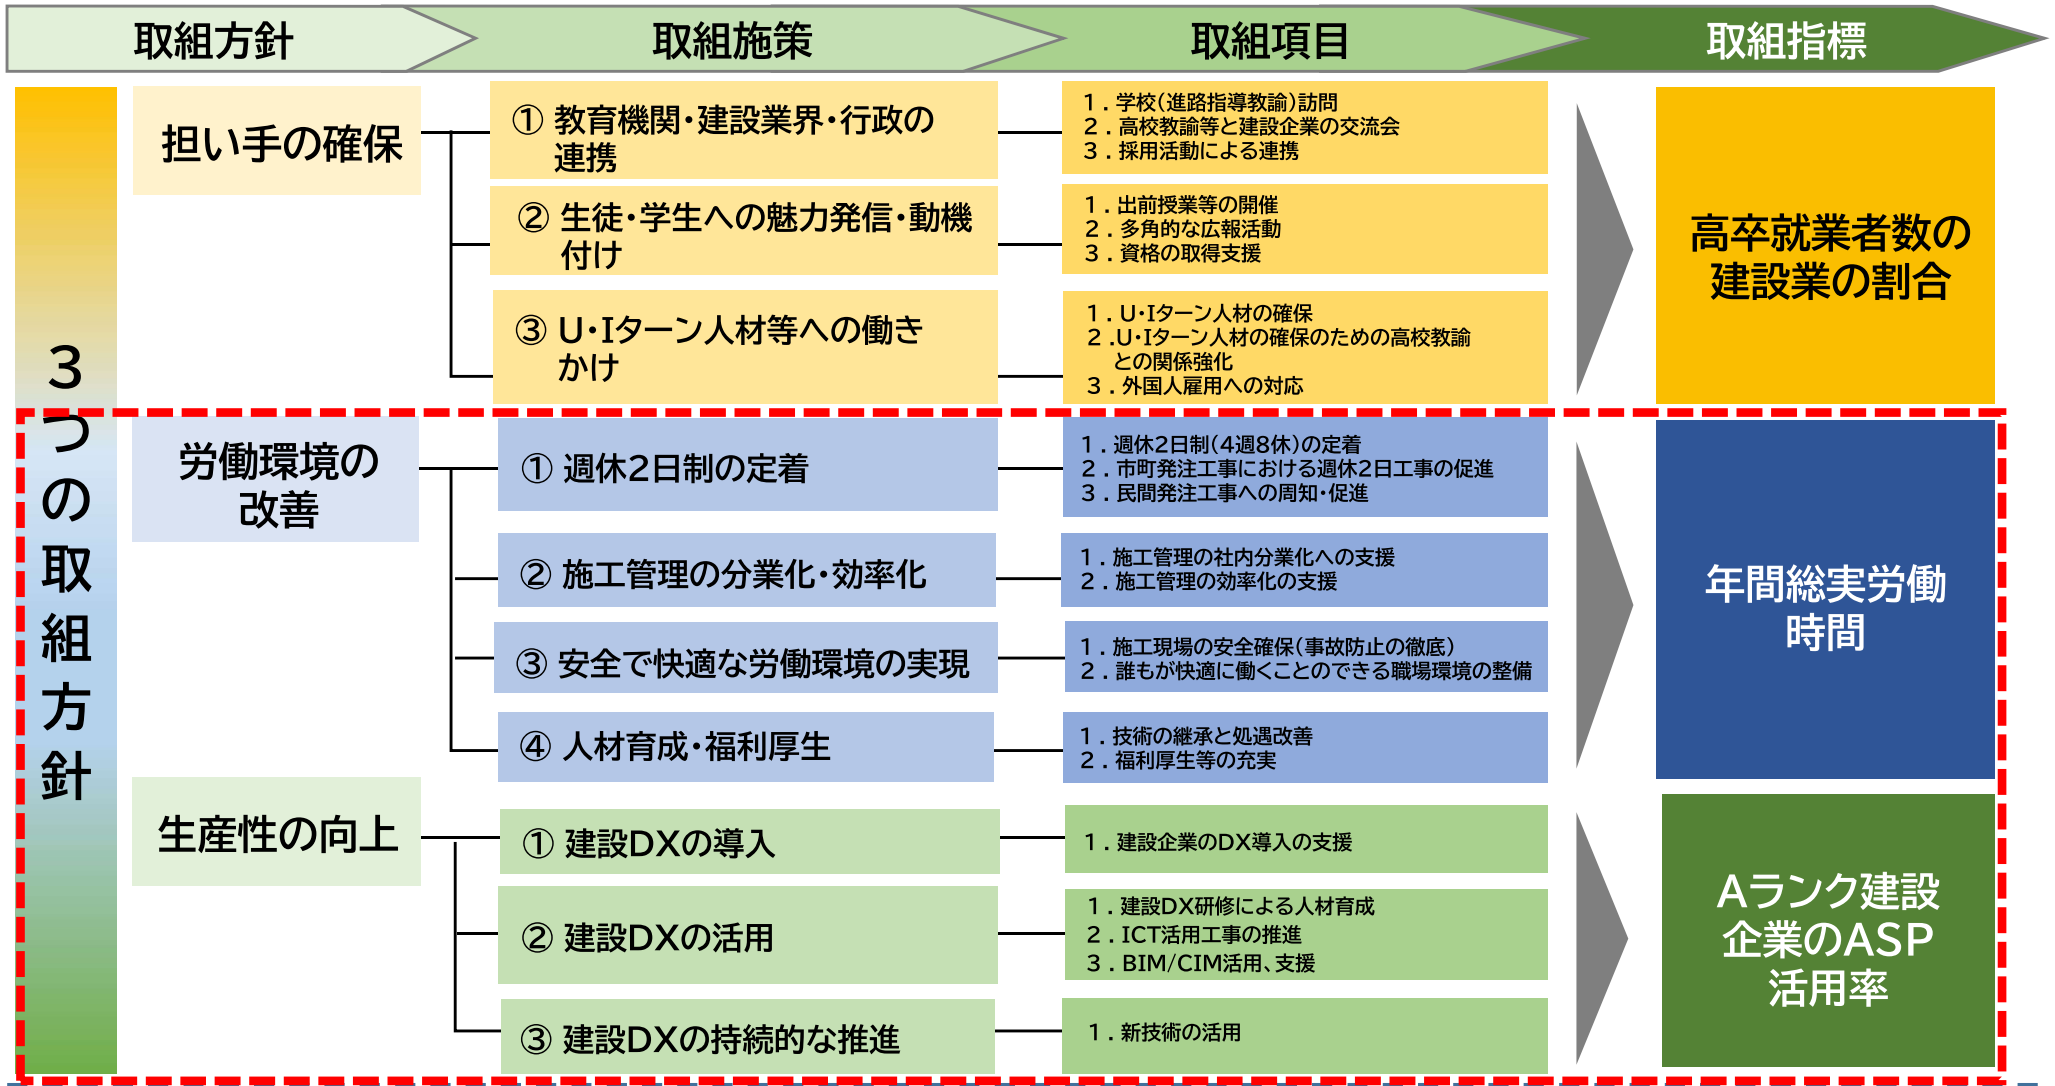 取組方針
取組施策
取組項目
取組指標
3つの取組方針
担い手の確保
① 教育機関・建設業界・行政の
連携
1．学校（進路指導教諭）訪問
2．高校教諭等と建設企業の交流会
3．採用活動による連携
② 生徒・学生への魅力発信・動機
付け
1．出前授業等の開催
2．多角的な広報活動
3．資格の取得支援
③ U・Iターン人材等への働き
かけ
1．U・Iターン人材の確保
2．U・Iターン人材の確保のための高校教諭
との関係強化
3．外国人雇用への対応
高卒就業者数の
建設業の割合
労働環境の
改善
① 週休2日制の定着
1．週休2日制（4週8休）の定着
2．市町発注工事における週休2日工事の促進
3．民間発注工事への周知・促進
② 施工管理の分業化・効率化
1．施工管理の社内分業化への支援
2．施工管理の効率化の支援
③ 安全で快適な労働環境の実現
1．施工現場の安全確保（事故防止の徹底）
2．誰もが快適に働くことのできる職場環境の整備
④ 人材育成・福利厚生
1．技術の継承と処遇改善
2．福利厚生等の充実
年間総実労働
時間
生産性の向上
① 建設DXの導入
1．建設企業のDX導入の支援
② 建設DXの活用
1．建設DX研修による人材育成
2．ICT活用工事の推進
3．BIM/CIM活用、支援
③ 建設DXの持続的な推進
1．新技術の活用
Aランク建設
企業のASP
活用率